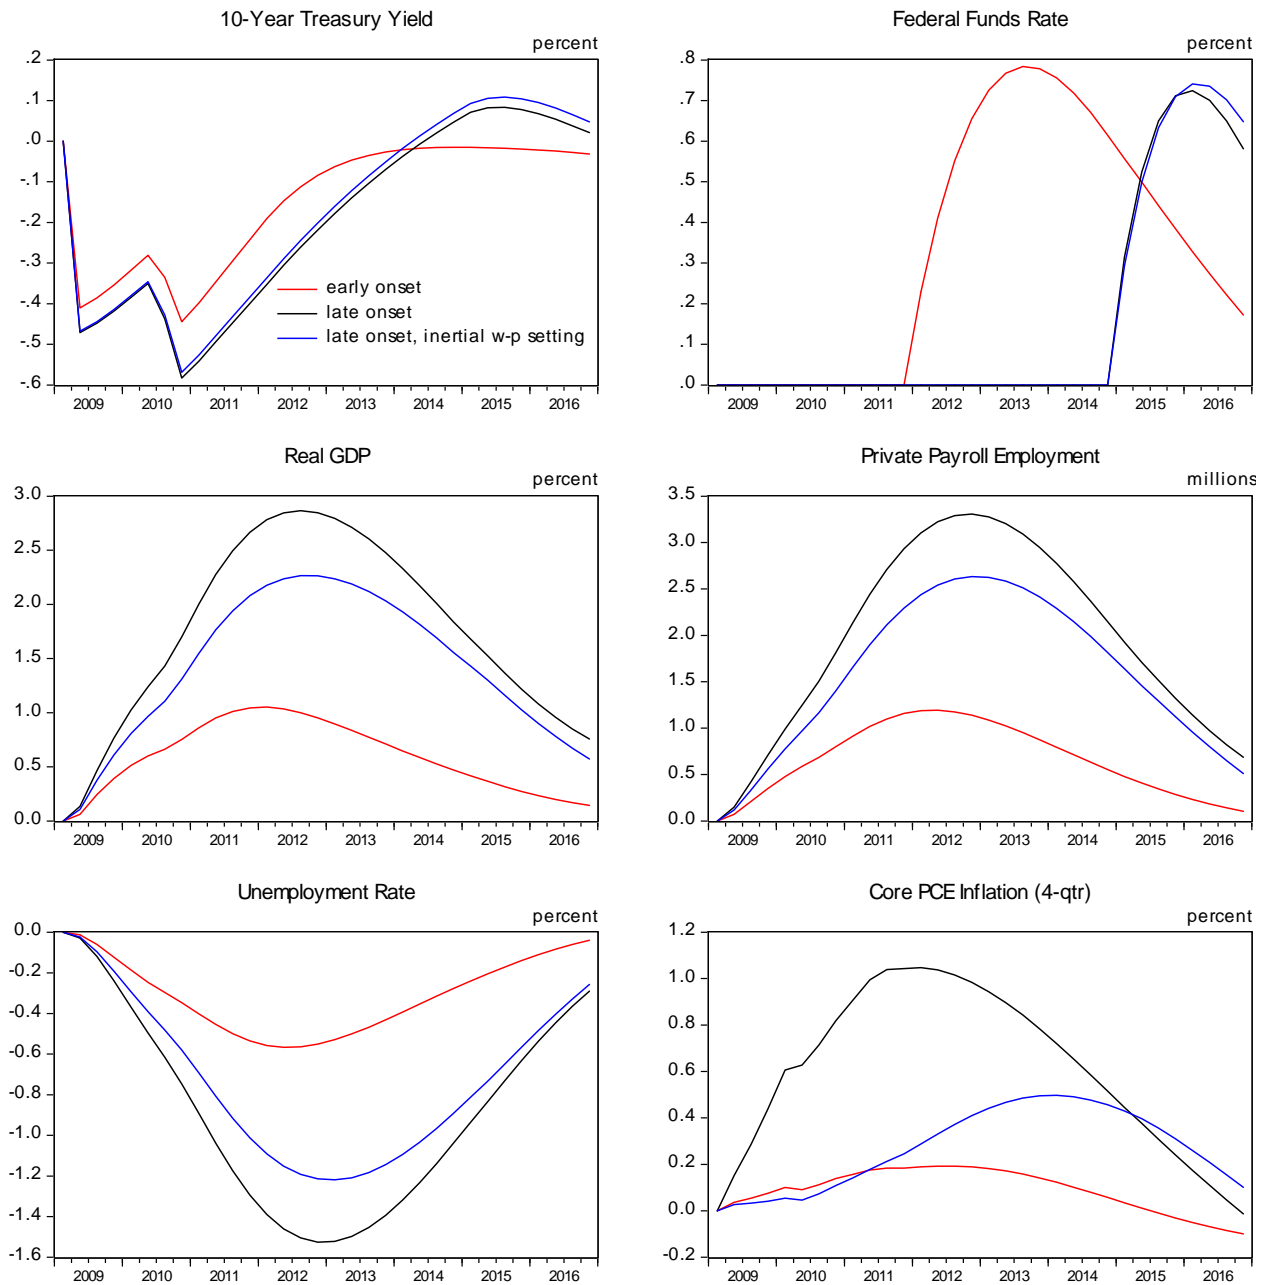 10-Year Treasury Yield
percent
.2
.1
.0
-.1
-.2
-.3
-.4
-.5
-.6
early onset
late onset
late onset, inertial w-p setting
2009 2010 2011 2012 2013 2014 2015 2016
Federal Funds Rate
percent
.8
.7
.6
.5
.4
.3
.2
.1
.0
2009 2010 2011 2012 2013 2014 2015 2016
Real GDP
percent
3.0
2.5
2.0
1.5
1.0
0.5
0.0
2009 2010 2011 2012 2013 2014 2015 2016
Private Payroll Employment
millions
3.5
3.0
2.5
2.0
1.5
1.0
0.5
0.0
2009 2010 2011 2012 2013 2014 2015 2016
Unemployment Rate
percent
0.0
-0.2
-0.4
-0.6
-0.8
-1.0
-1.2
-1.4
-1.6
2009 2010 2011 2012 2013 2014 2015 2016
Core PCE Inflation (4-qtr)
percent
1.2
1.0
0.8
0.6
0.4
0.2
0.0
-0.2
2009 2010 2011 2012 2013 2014 2015 2016